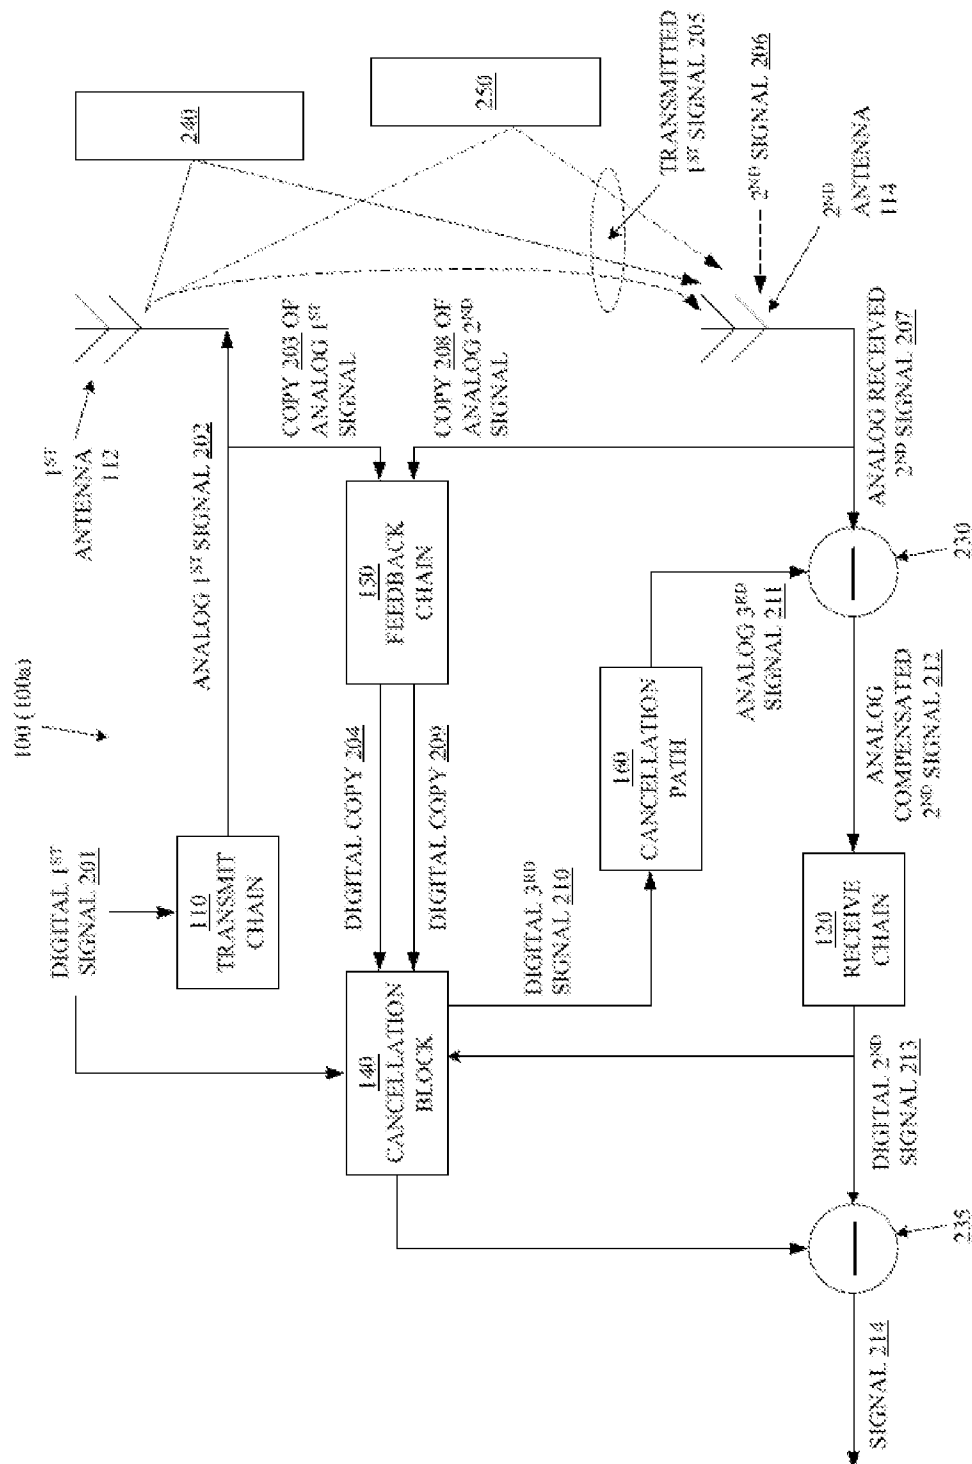 100 (100a)
DIGITAL 1ST
SIGNAL 201
110
TRANSMIT
CHAIN
ANALOG 1ST SIGNAL 202
1ST
ANTENNA
112
240
250
TRANSMITTED
1ST SIGNAL 205
2ND SIGNAL 206
2ND
ANTENNA
114
COPY 203 OF
ANALOG 1ST
SIGNAL
COPY 208 OF
ANALOG 2ND
SIGNAL
150
FEEDBACK
CHAIN
DIGITAL COPY 204
DIGITAL COPY 209
140
CANCELLATION
BLOCK
DIGITAL 3RD
SIGNAL 210
160
CANCELLATION
PATH
ANALOG 3RD
SIGNAL 211
ANALOG RECEIVED
2ND SIGNAL 207
230
ANALOG
COMPENSATED
2ND SIGNAL 212
120
RECEIVE
CHAIN
DIGITAL 2ND
SIGNAL 213
235
SIGNAL 214